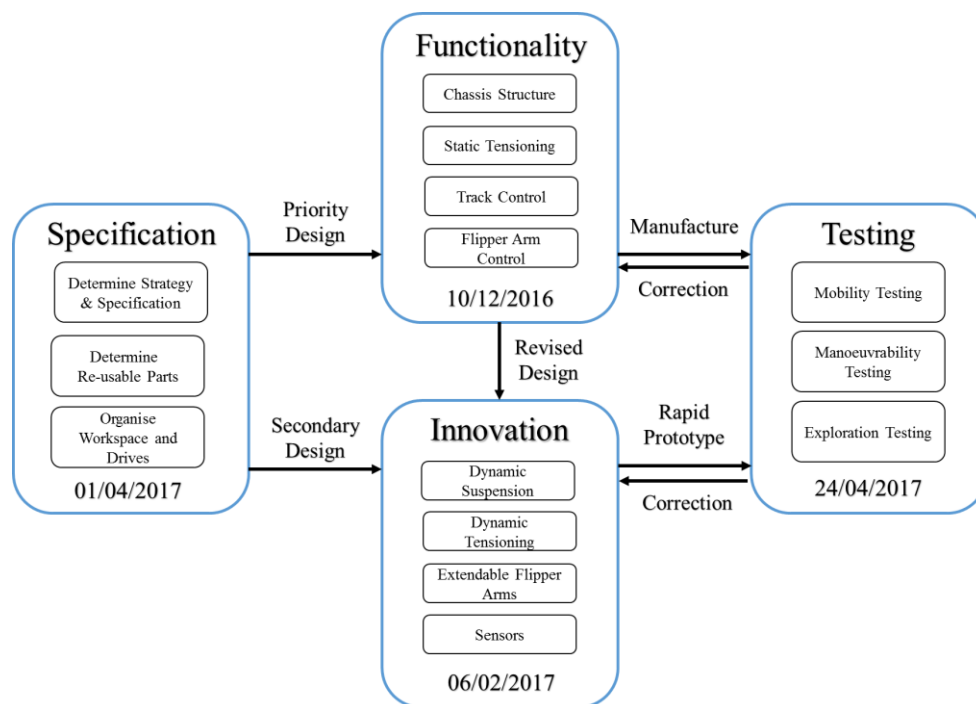 Specification
Determine Strategy
& Specification
Determine
Re-usable Parts
Organise
Workspace and
Drives
01/04/2017
Priority
Design
Secondary
Design
Functionality
Chassis Structure
Static Tensioning
Track Control
Flipper Arm
Control
10/12/2016
Revised
Design
Innovation
Dynamic
Suspension
Dynamic
Tensioning
Extendable Flipper
Arms
Sensors
06/02/2017
Manufacture
Correction
Rapid
Prototype
Correction
Testing
Mobility Testing
Manoeuvrability
Testing
Exploration Testing
24/04/2017